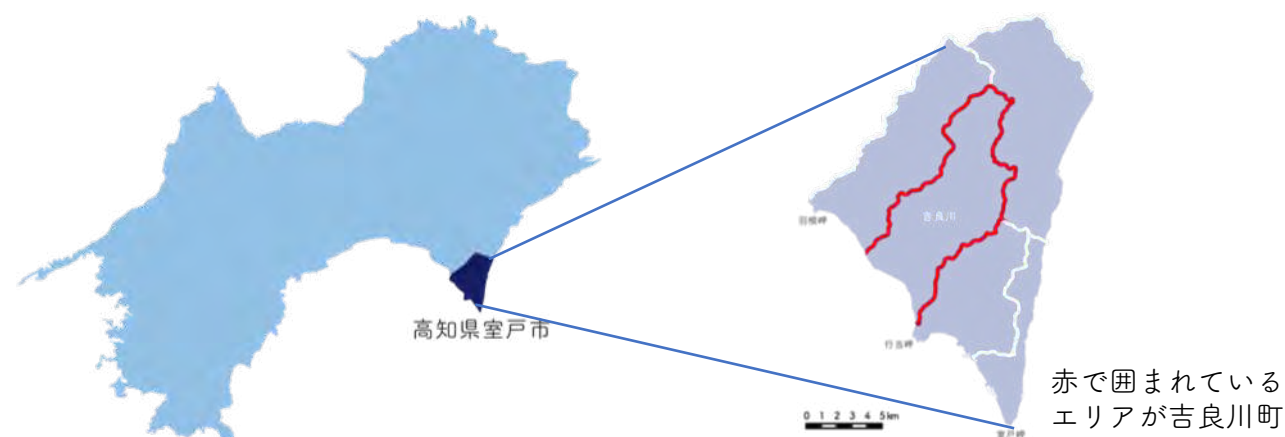 羽根岬
吉良川
高知県室戸市
行当岬
赤で囲まれている
エリアが吉良川町
0 1 2 3 4 5km
室戸岬